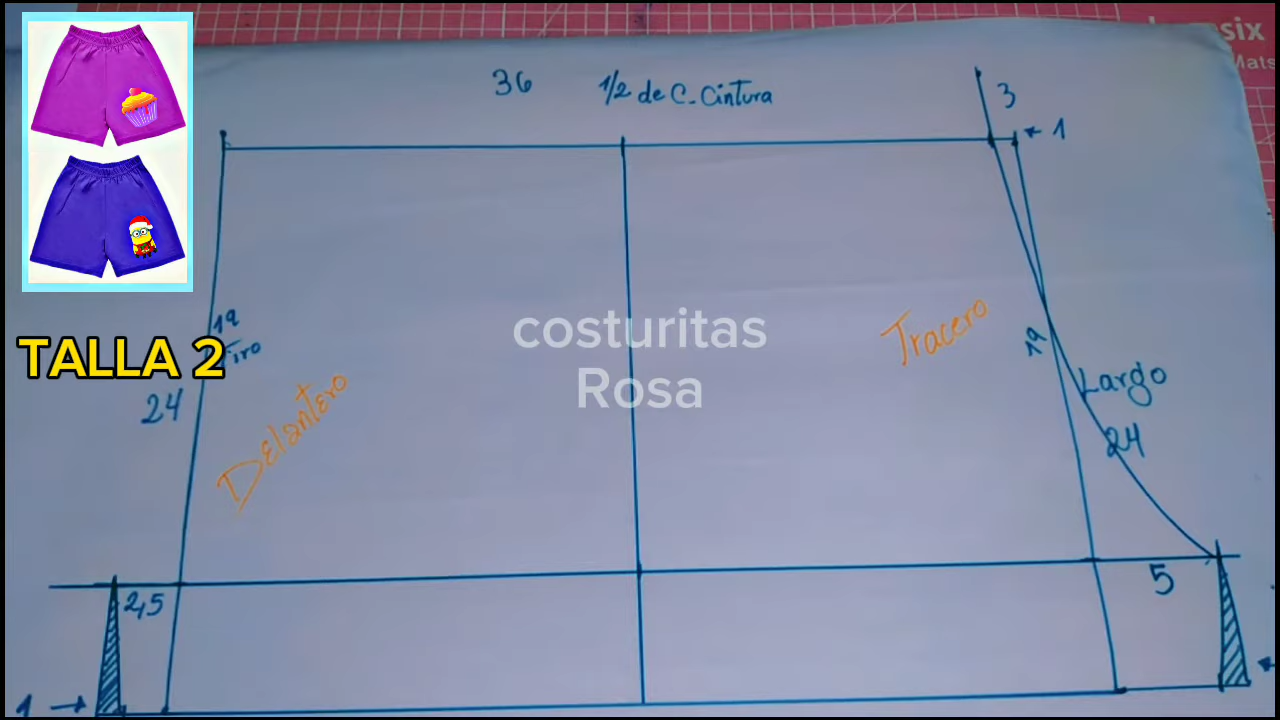 36 1/2 de C. Cintura
3
1
19
Tiro
TALLA 2
24
Delantero
costuritas
Rosa
Tracero
19
Largo
24
2,5
5
1